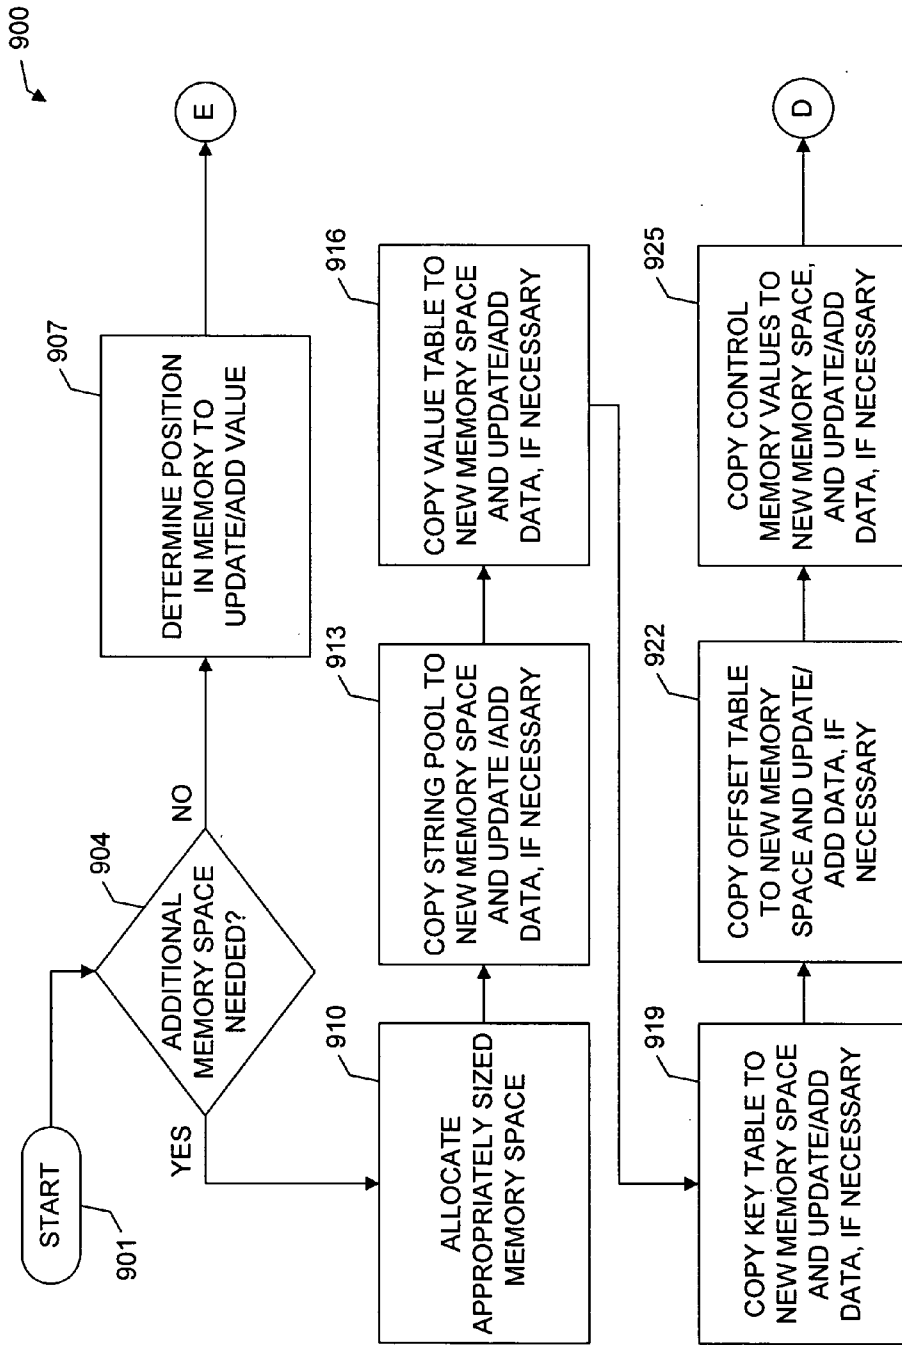 900
START
901
ADDITIONAL
MEMORY SPACE
NEEDED?
904
NO
YES
DETERMINE POSITION
IN MEMORY TO
UPDATE/ADD VALUE
907
E
ALLOCATE
APPROPRIATELY SIZED
MEMORY SPACE
910
COPY STRING POOL TO
NEW MEMORY SPACE
AND UPDATE /ADD
DATA, IF NECESSARY
913
COPY VALUE TABLE TO
NEW MEMORY SPACE
AND UPDATE/ADD
DATA, IF NECESSARY
916
COPY KEY TABLE TO
NEW MEMORY SPACE
AND UPDATE/ADD
DATA, IF NECESSARY
919
COPY OFFSET TABLE
TO NEW MEMORY
SPACE AND UPDATE/
ADD DATA, IF
NECESSARY
922
COPY CONTROL
MEMORY VALUES TO
NEW MEMORY SPACE,
AND UPDATE/ADD
DATA, IF NECESSARY
925
D